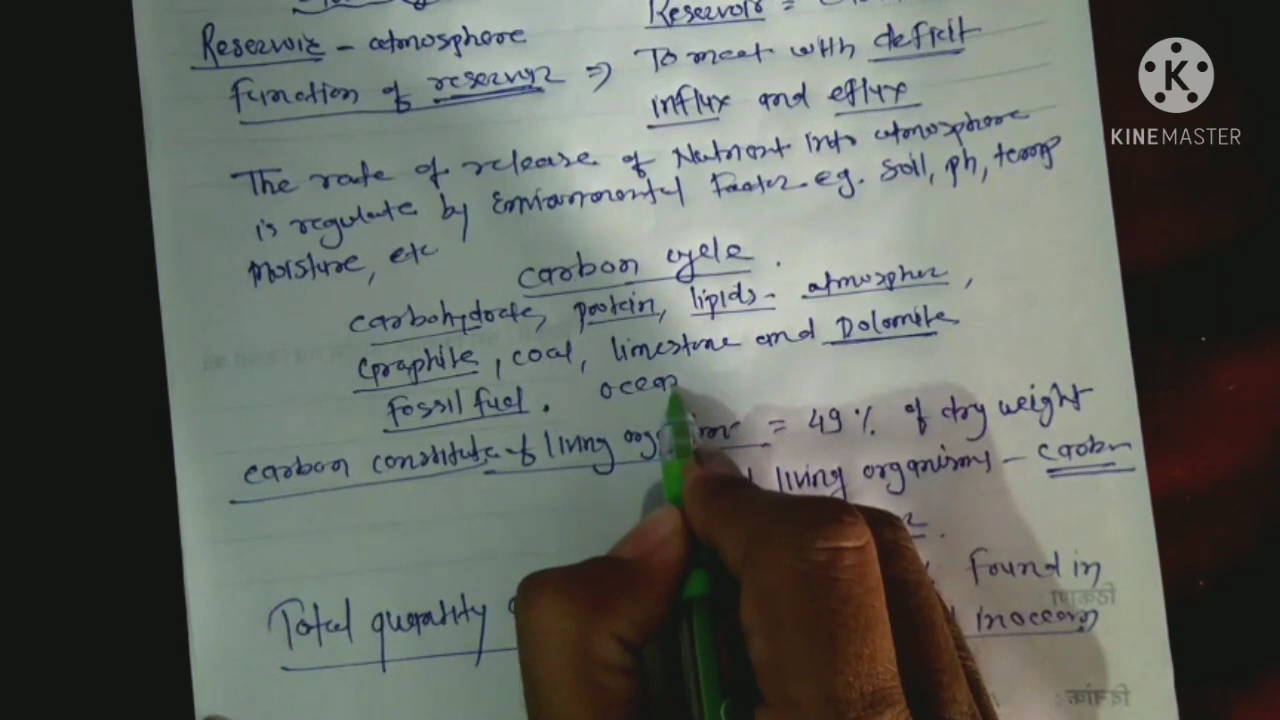 Reservoir =
Reservoir - atmosphere
function of reservoir ⇒ To meet with deficit
influx and eflux
The rate of release of Nutrient into atmosphere
is regulate by Environmental Factor. eg. Soil, ph, temp
Moisture, etc
carbon cycle.
carbohydrate, protein, lipids - atmospher,
Graphite, coal, limestone and Dolomite
fossil fuel. ocean
carbon constitute of living = 49% of dry weight
living organisms - carbon
Total quantity found in
in ocean
K
KINEMASTER